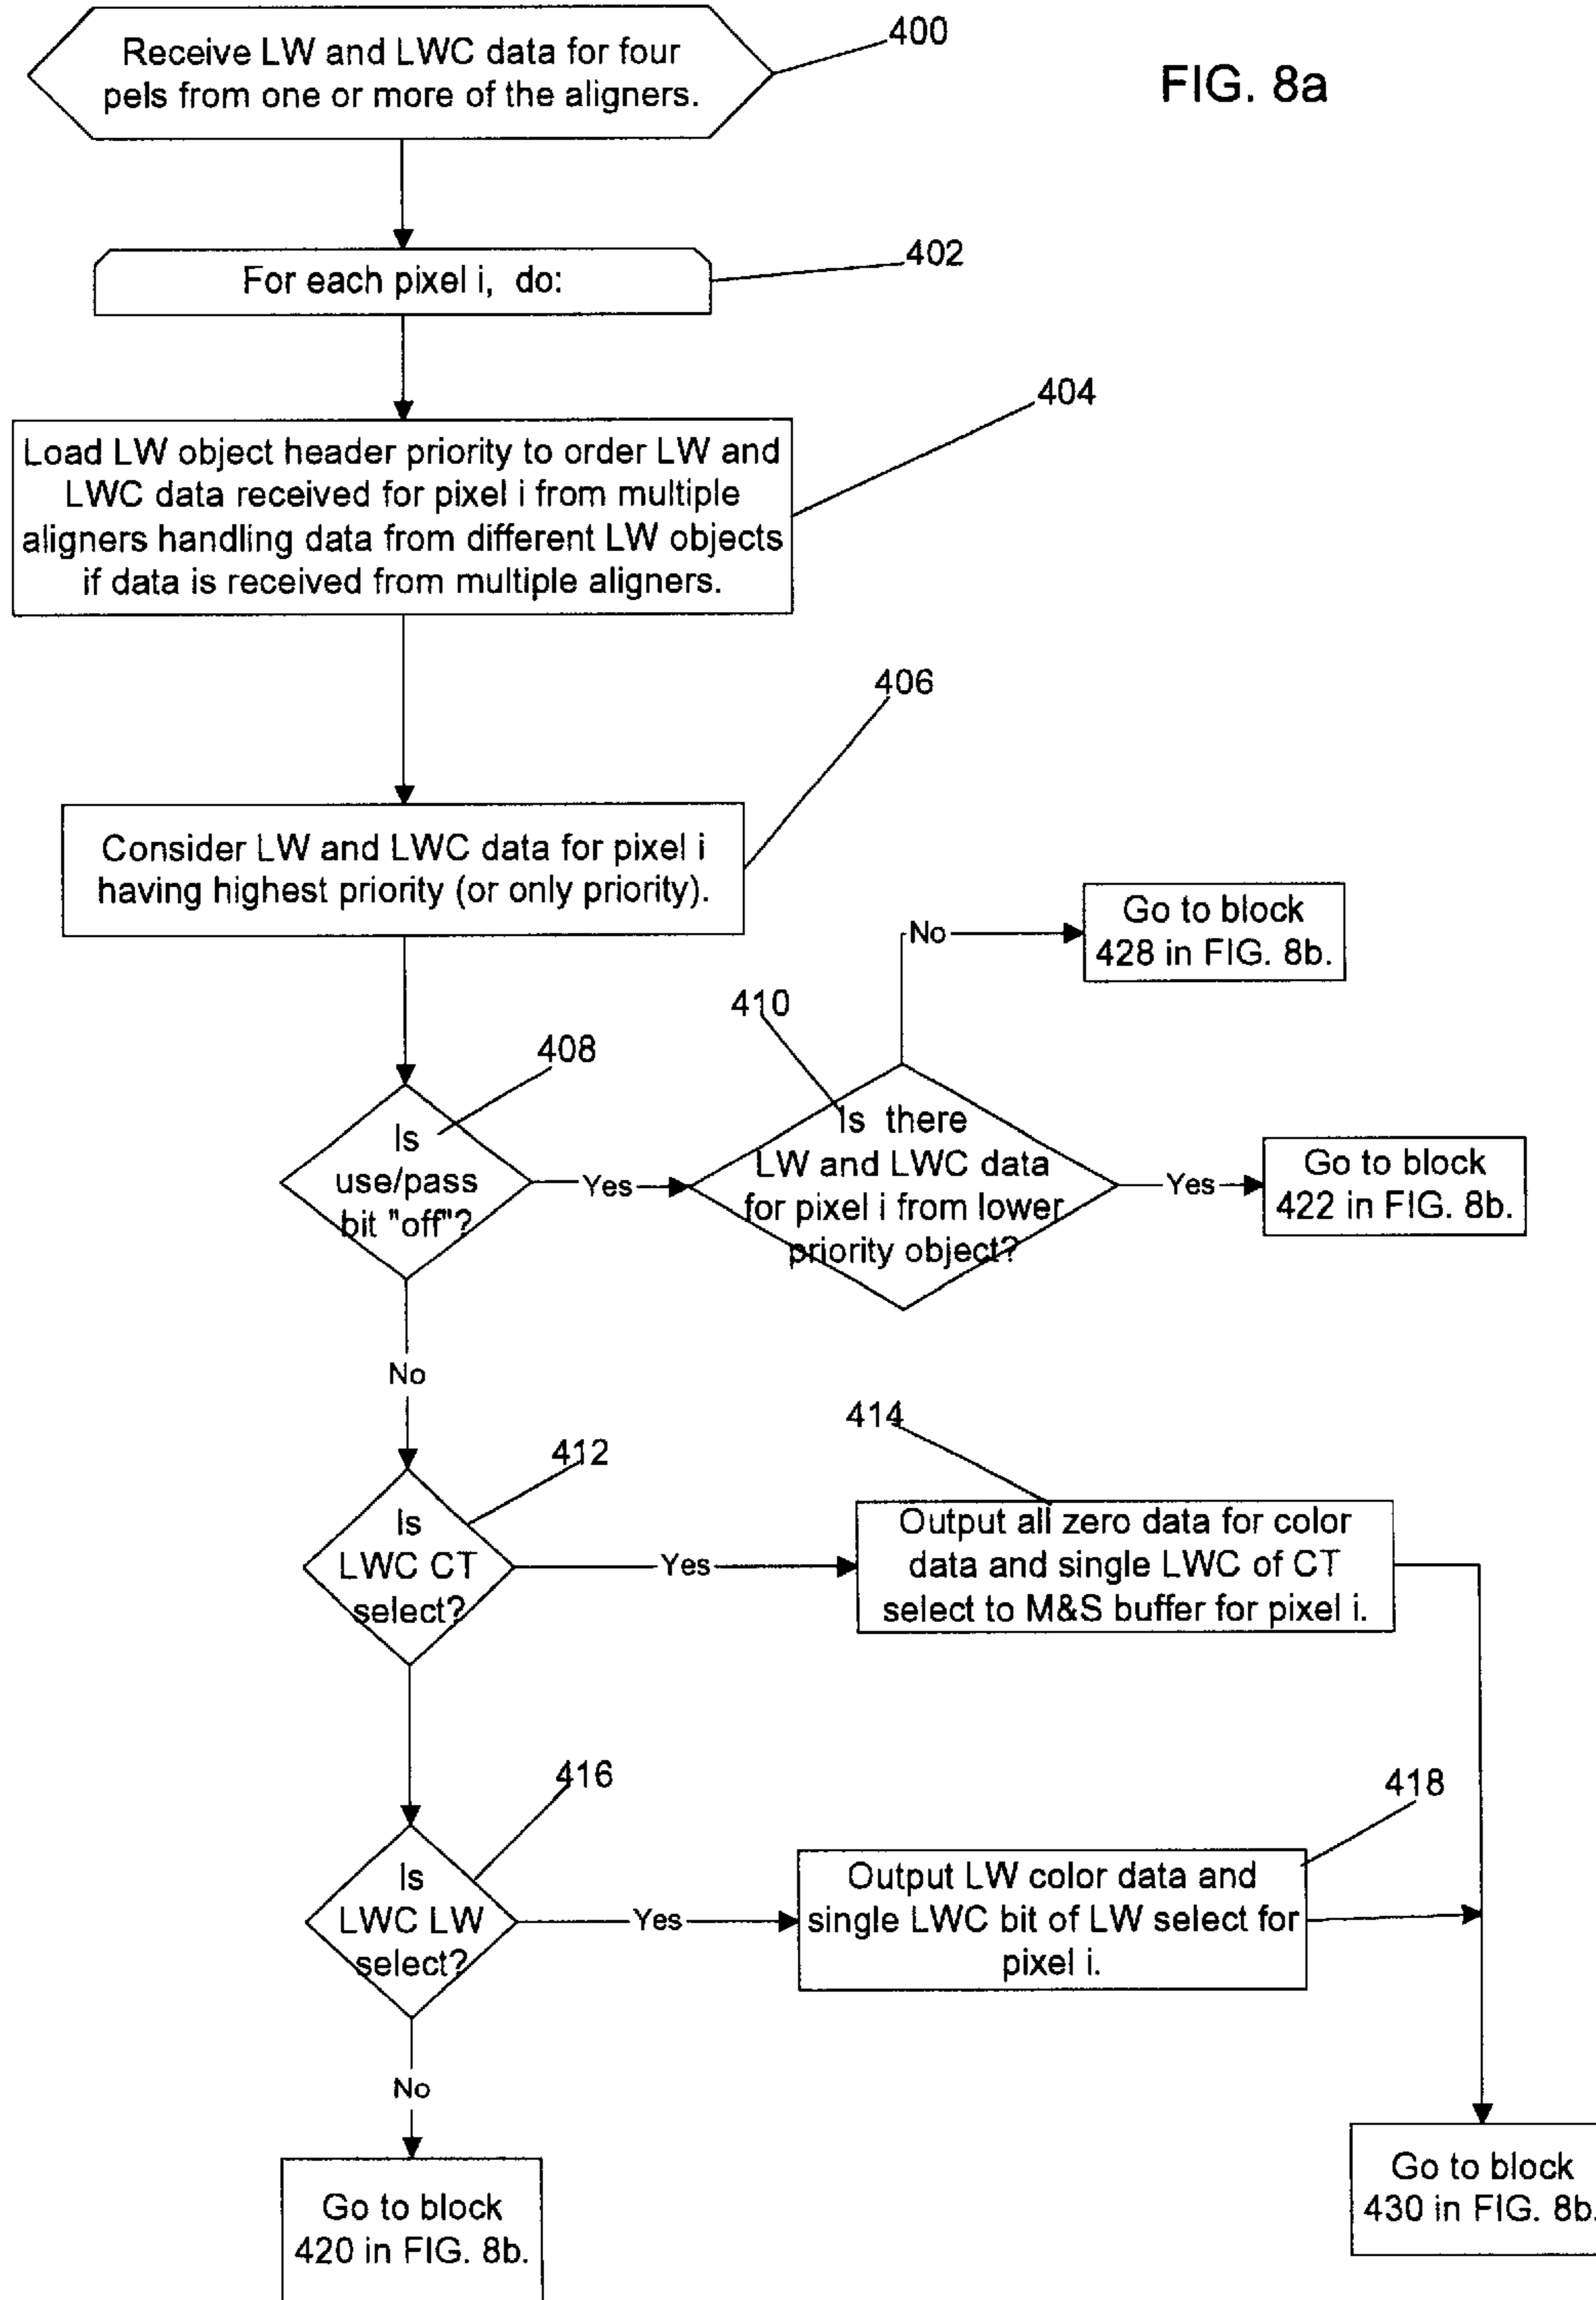 Receive LW and LWC data for four
pels from one or more of the aligners.
400
FIG. 8a
For each pixel i, do:
402
Load LW object header priority to order LW and
LWC data received for pixel i from multiple
aligners handling data from different LW objects
if data is received from multiple aligners.
404
406
Consider LW and LWC data for pixel i
having highest priority (or only priority).
No
Go to block
428 in FIG. 8b.
410
408
Is
use/pass
bit "off"?
Yes
Is there
LW and LWC data
for pixel i from lower
priority object?
Yes
Go to block
422 in FIG. 8b.
No
412
414
Is
LWC CT
select?
Yes
Output all zero data for color
data and single LWC of CT
select to M&S buffer for pixel i.
416
418
Is
LWC LW
select?
Yes
Output LW color data and
single LWC bit of LW select for
pixel i.
No
Go to block
420 in FIG. 8b.
Go to block
430 in FIG. 8b.